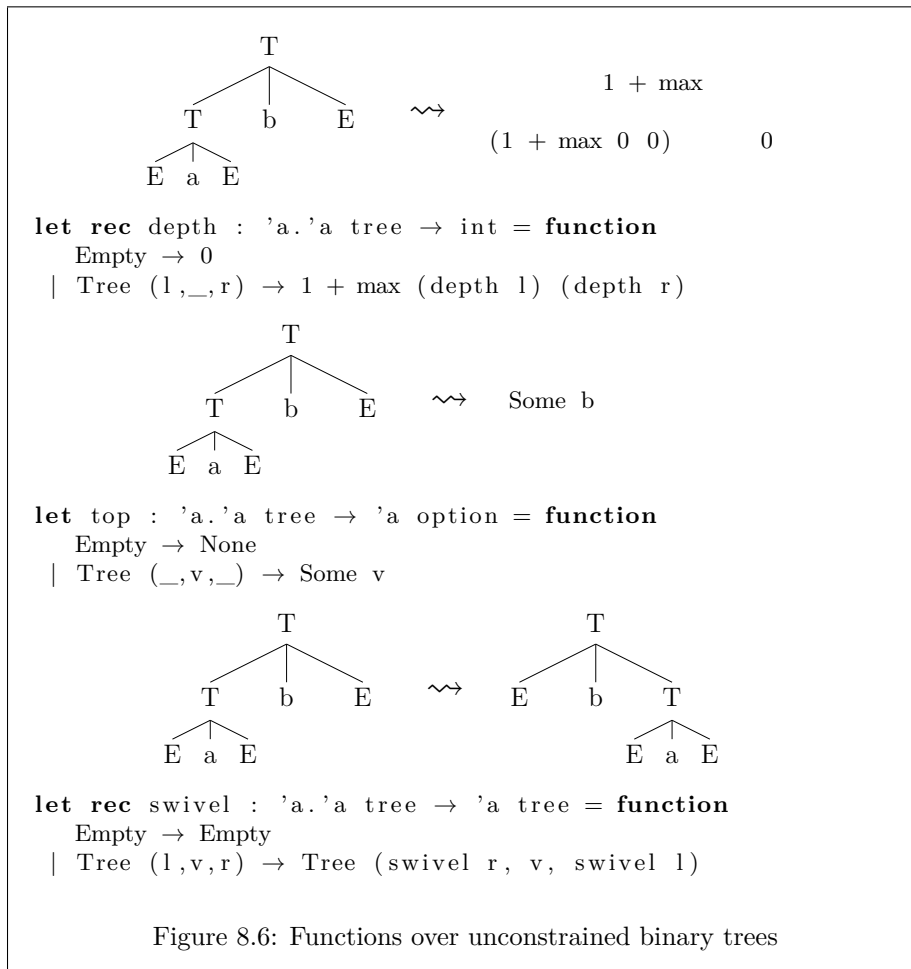 T
1 + max
T b E ⇝
(1 + max 0 0) 0
E a E
let rec depth : 'a.'a tree → int = function
Empty → 0
| Tree (l,_,r) → 1 + max (depth l) (depth r)
T
T b E ⇝ Some b
E a E
let top : 'a.'a tree → 'a option = function
Empty → None
| Tree (_,v,_) → Some v
T T
T b E ⇝ E b T
E a E E a E
let rec swivel : 'a.'a tree → 'a tree = function
Empty → Empty
| Tree (l,v,r) → Tree (swivel r, v, swivel l)
Figure 8.6: Functions over unconstrained binary trees